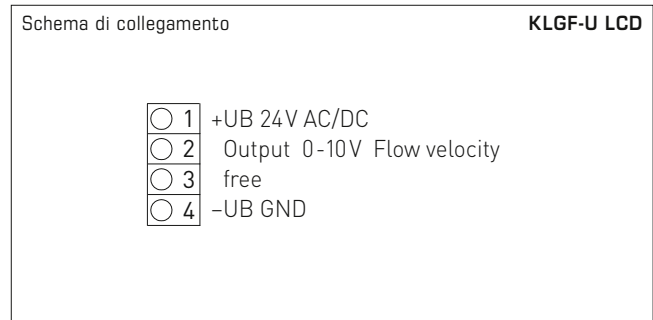 Schema di collegamento KLGF-U LCD
1 +UB 24V AC/DC
2 Output 0-10V Flow velocity
3 free
4 –UB GND